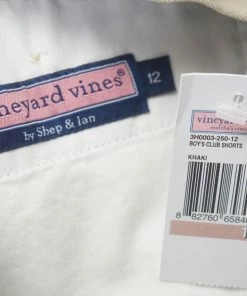 vineyard vines®
by Shep & Ian
12
vineyard
3H0003-250-12
BOY'S CLUB SHORTS
KHAKI
8 82760 6584